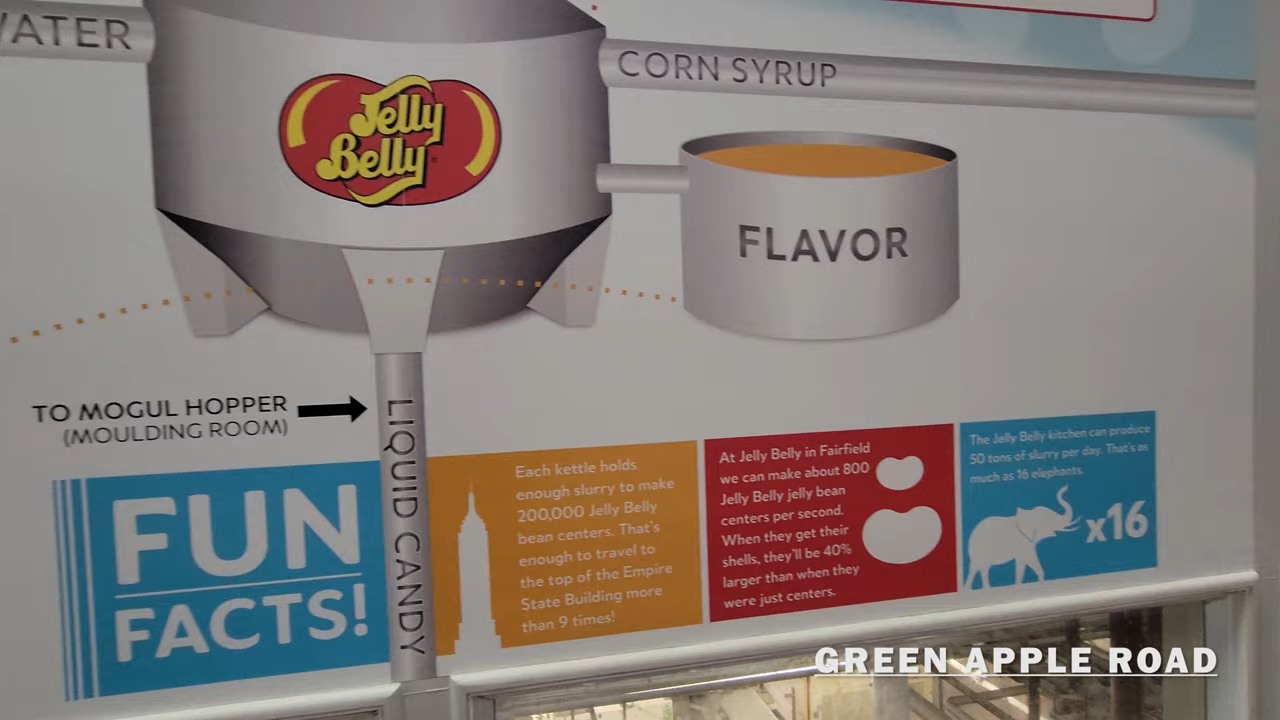 WATER
CORN SYRUP
Jelly
Belly
FLAVOR
TO MOGUL HOPPER
(MOULDING ROOM)
LIQUID CANDY
FUN
FACTS!
Each kettle holds
enough slurry to make
200,000 Jelly Belly
bean centers. That's
enough to travel to
the top of the Empire
State Building more
than 9 times!
At Jelly Belly in Fairfield
we can make about 800
Jelly Belly jelly bean
centers per second.
When they get their
shells, they'll be 40%
larger than when they
were just centers.
The Jelly Belly kitchen can produce
50 tons of slurry per day. That's as
much as 16 elephants.
x16
GREEN APPLE ROAD